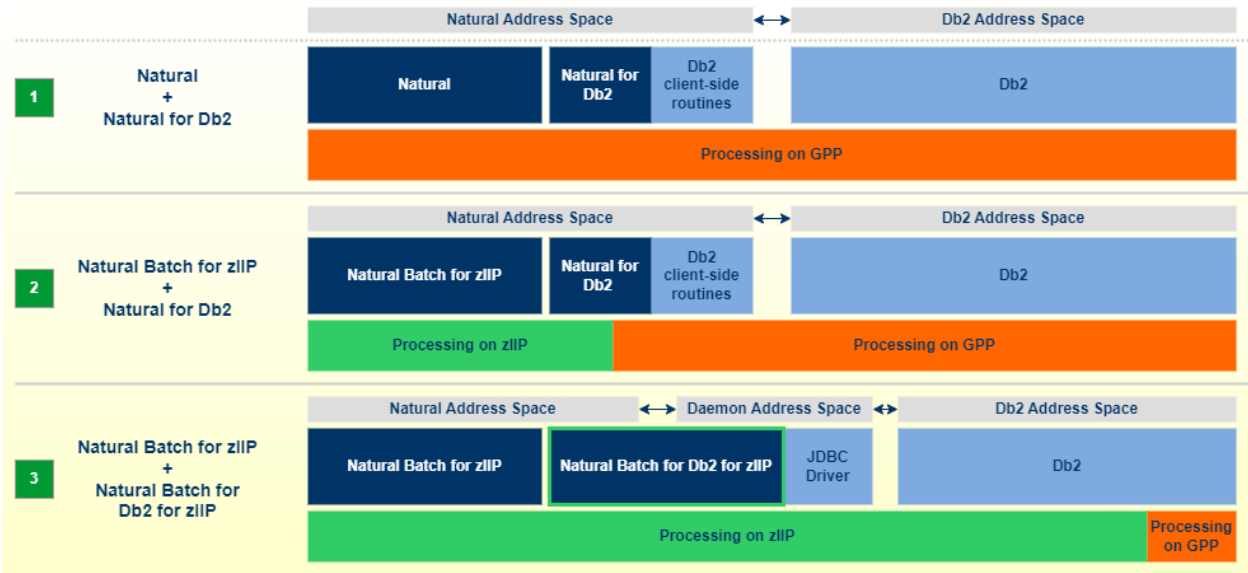 Natural Address Space
Db2 Address Space
1
Natural
+
Natural for Db2
Natural
Natural for
Db2
Db2
client-side
routines
Db2
Processing on GPP
Natural Address Space
Db2 Address Space
2
Natural Batch for zIIP
+
Natural for Db2
Natural Batch for zIIP
Natural for
Db2
Db2
client-side
routines
Db2
Processing on zIIP
Processing on GPP
Natural Address Space
Daemon Address Space
Db2 Address Space
3
Natural Batch for zIIP
+
Natural Batch for
Db2 for zIIP
Natural Batch for zIIP
Natural Batch for Db2 for zIIP
JDBC
Driver
Db2
Processing on zIIP
Processing
on GPP